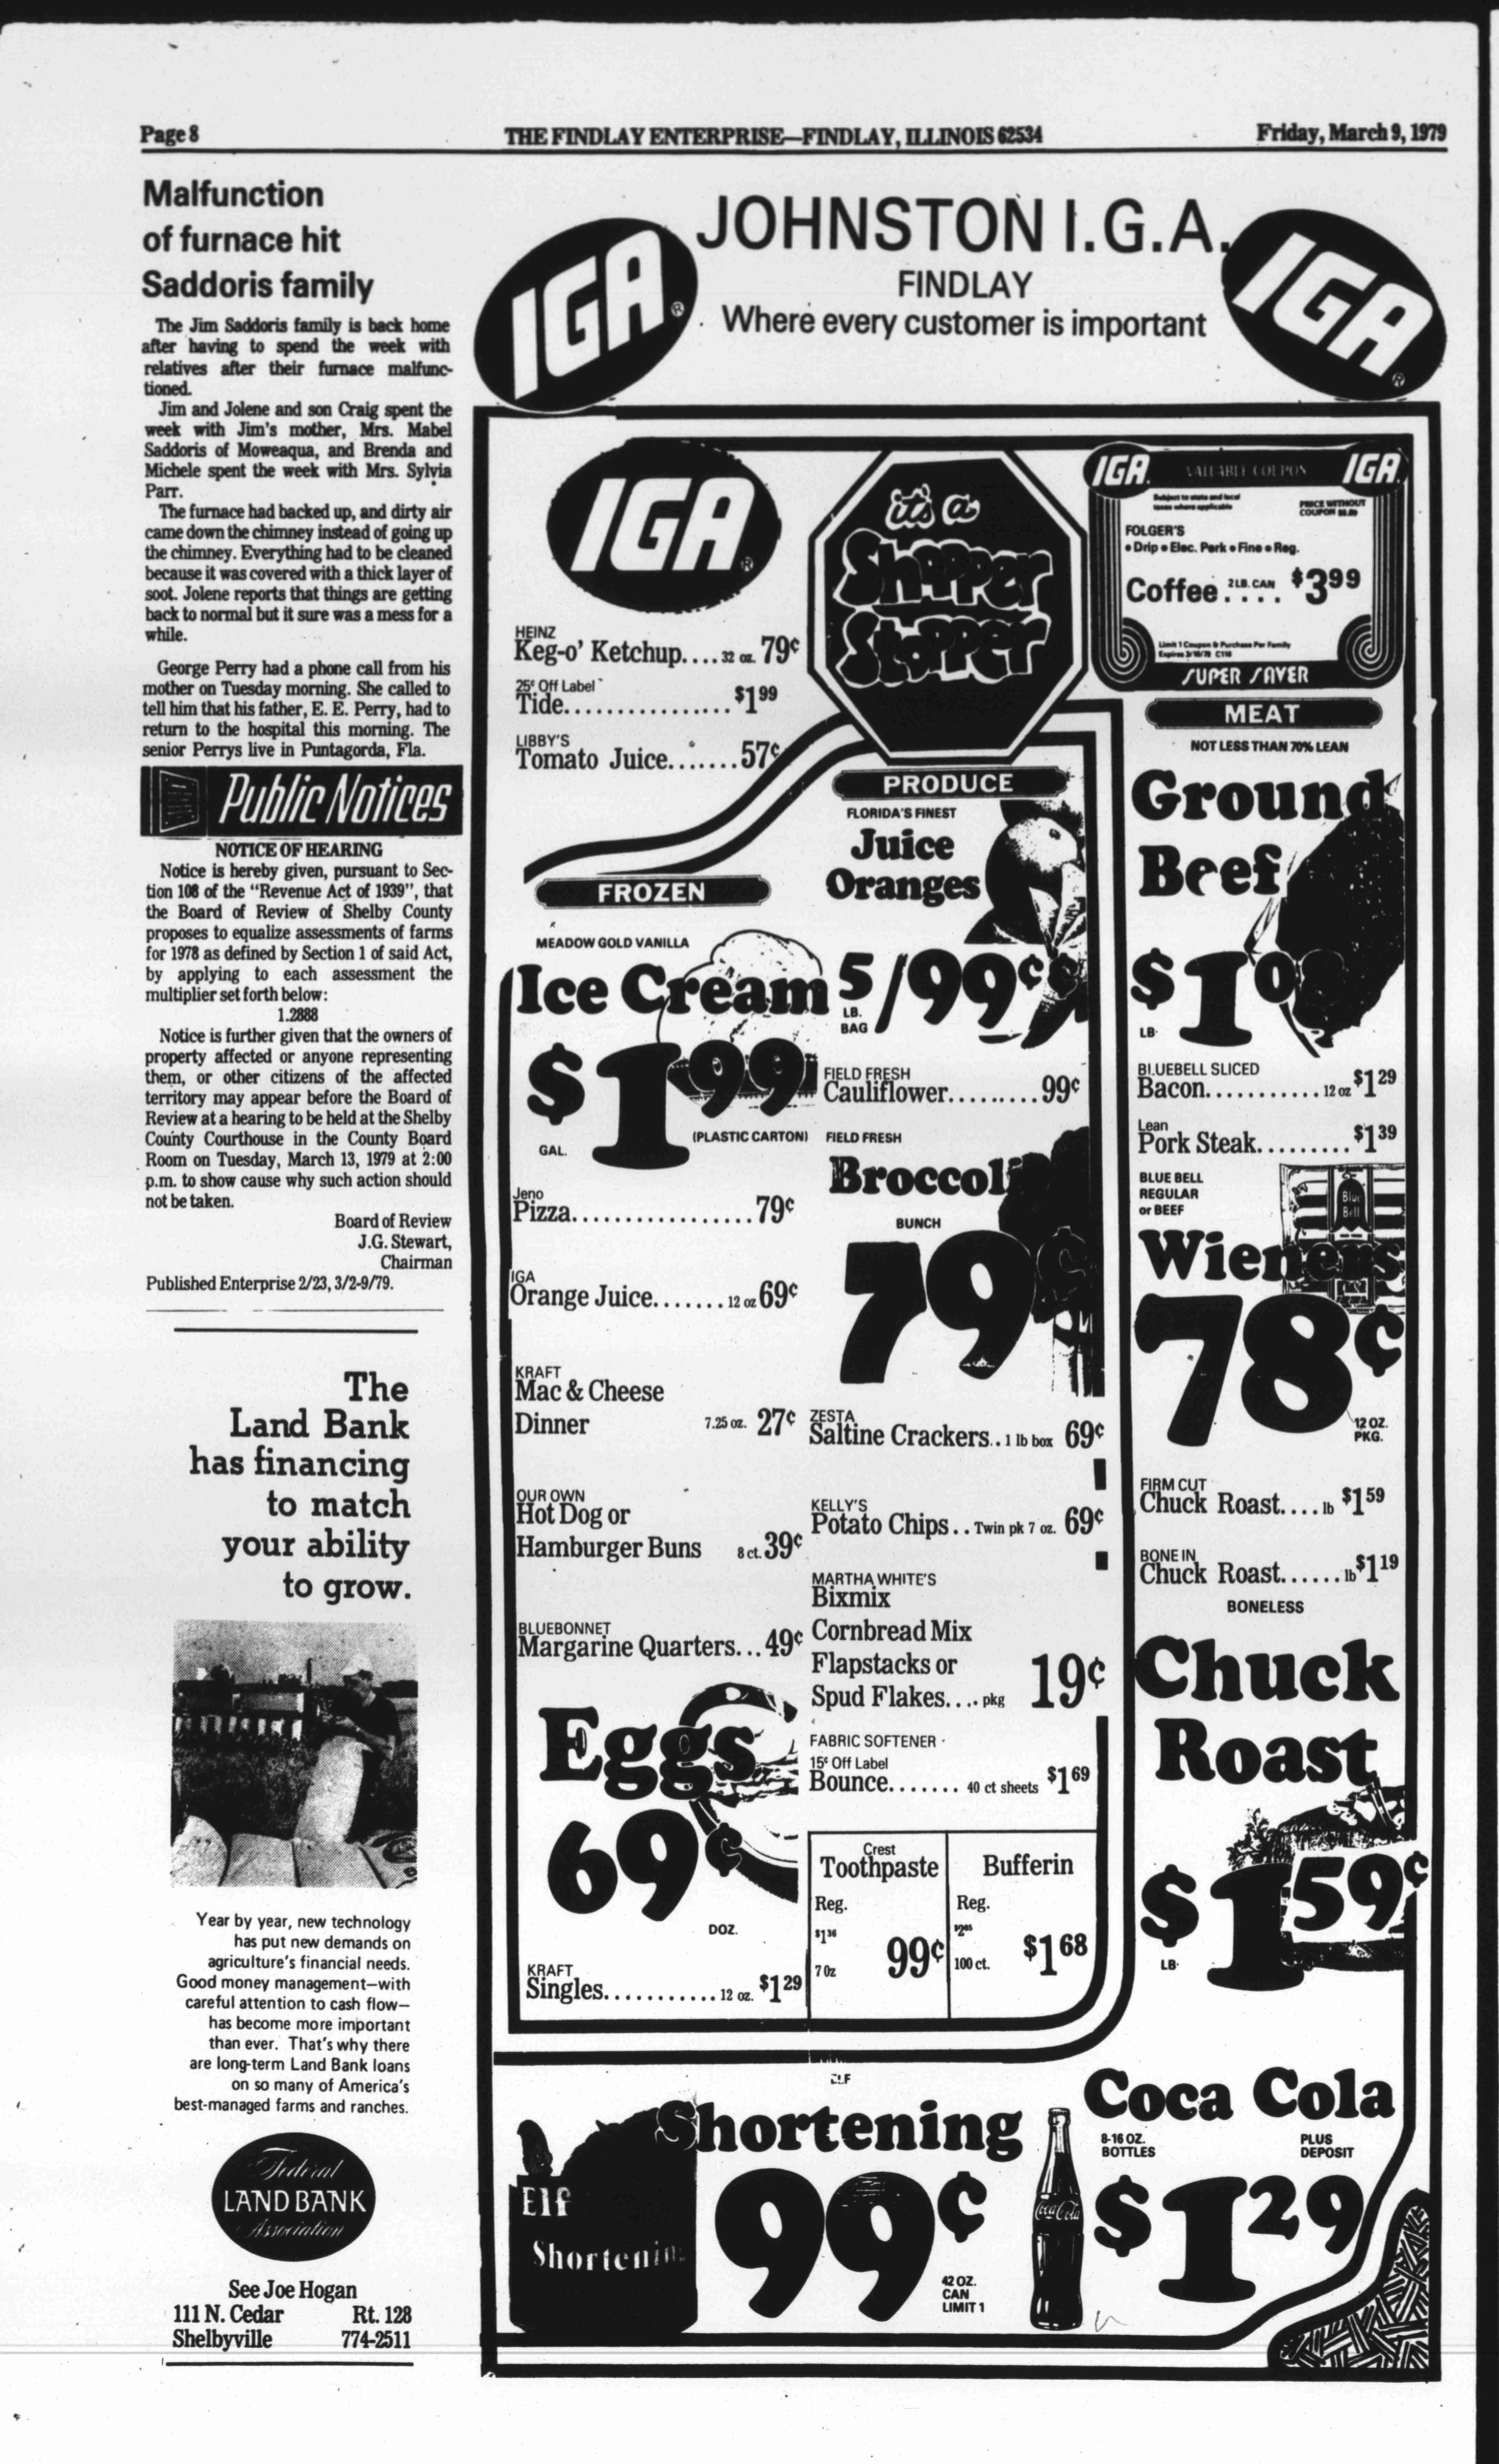 Page 8
THE FINDLAY ENTERPRISE—FINDLAY, ILLINOIS 62534
Friday, March 9, 1979
Malfunction
of furnace hit
Saddoris family
The Jim Saddoris family is back home
after having to spend the week with
relatives after their furnace malfunc-
tioned.
Jim and Jolene and son Craig spent the
week with Jim's mother, Mrs. Mabel
Saddoris of Moweaqua, and Brenda and
Michele spent the week with Mrs. Sylvia
Parr.
The furnace had backed up, and dirty air
came down the chimney instead of going up
the chimney. Everything had to be cleaned
because it was covered with a thick layer of
soot. Jolene reports that things are getting
back to normal but it sure was a mess for a
while.
George Perry had a phone call from his
mother on Tuesday morning. She called to
tell him that his father, E. E. Perry, had to
return to the hospital this morning. The
senior Perrys live in Puntagorda, Fla.
Public Notices
NOTICE OF HEARING
Notice is hereby given, pursuant to Sec-
tion 108 of the "Revenue Act of 1939", that
the Board of Review of Shelby County
proposes to equalize assessments of farms
for 1978 as defined by Section 1 of said Act,
by applying to each assessment the
multiplier set forth below:
1.2888
Notice is further given that the owners of
property affected or anyone representing
them, or other citizens of the affected
territory may appear before the Board of
Review at a hearing to be held at the Shelby
County Courthouse in the County Board
Room on Tuesday, March 13, 1979 at 2:00
p.m. to show cause why such action should
not be taken.
Board of Review
J.G. Stewart,
Chairman
Published Enterprise 2/23, 3/2-9/79.
The
Land Bank
has financing
to match
your ability
to grow.
Year by year, new technology
has put new demands on
agriculture's financial needs.
Good money management—with
careful attention to cash flow—
has become more important
than ever. That's why there
are long-term Land Bank loans
on so many of America's
best-managed farms and ranches.
Federal
LAND BANK
Association
See Joe Hogan
111 N. Cedar Rt. 128
Shelbyville 774-2511
IGA®
JOHNSTON I.G.A.
FINDLAY
Where every customer is important
IGA®
IGA®
HEINZ
Keg-o' Ketchup.... 32 oz. 79¢
25¢ Off Label
Tide................ $1.99
LIBBY'S
Tomato Juice....... 57¢
it's a
Shopper
Stopper
IGA VALUABLE COUPON IGA
Subject to state and local
taxes where applicable
PRICE WITHOUT
COUPON
FOLGER'S
• Drip • Elec. Perk • Fine • Reg.
Coffee 2 LB. CAN .... $3 99
Limit 1 Coupon & Purchase Per Family
Expires 3/10/79 C110
SUPER SAVER
FROZEN
MEADOW GOLD VANILLA
Ice Cream
$1 99
GAL.
(PLASTIC CARTON)
Jeno
Pizza................. 79¢
IGA
Orange Juice....... 12 oz 69¢
PRODUCE
FLORIDA'S FINEST
Juice
Oranges
5/99¢
LB.
BAG
FIELD FRESH
Cauliflower......... 99¢
FIELD FRESH
Broccoli
BUNCH
79¢
KRAFT
Mac & Cheese
Dinner 7.25 oz. 27¢
OUR OWN
Hot Dog or
Hamburger Buns 8 ct. 39¢
BLUEBONNET
Margarine Quarters... 49¢
Eggs
69¢
DOZ.
KRAFT
Singles........... 12 oz. $1 29
ZESTA
Saltine Crackers.. 1 lb box 69¢
KELLY'S
Potato Chips.. Twin pk 7 oz. 69¢
MARTHA WHITE'S
Bixmix
Cornbread Mix
Flapstacks or
Spud Flakes.... pkg 19¢
FABRIC SOFTENER
15¢ Off Label
Bounce....... 40 ct sheets $1 69
Crest
Toothpaste
Reg.
$1 36
7 Oz 99¢
Bufferin
Reg.
$2 65
100 ct. $1 68
MEAT
NOT LESS THAN 70% LEAN
Ground
Beef
$1 08
LB.
BLUEBELL SLICED
Bacon........... 12 oz $1 29
Lean
Pork Steak......... $1 39
BLUE BELL
REGULAR
or BEEF
Blue
Bell
Wieners
78¢
12 OZ.
PKG.
FIRM CUT
Chuck Roast.... lb $1 59
BONE IN
Chuck Roast...... lb $1 19
BONELESS
Chuck
Roast
$1 59¢
LB.
ELF
Shortening
Elf
Shortening
99¢
42 OZ.
CAN
LIMIT 1
Coca Cola
8-16 OZ.
BOTTLES
PLUS
DEPOSIT
Coca Cola
$1 29